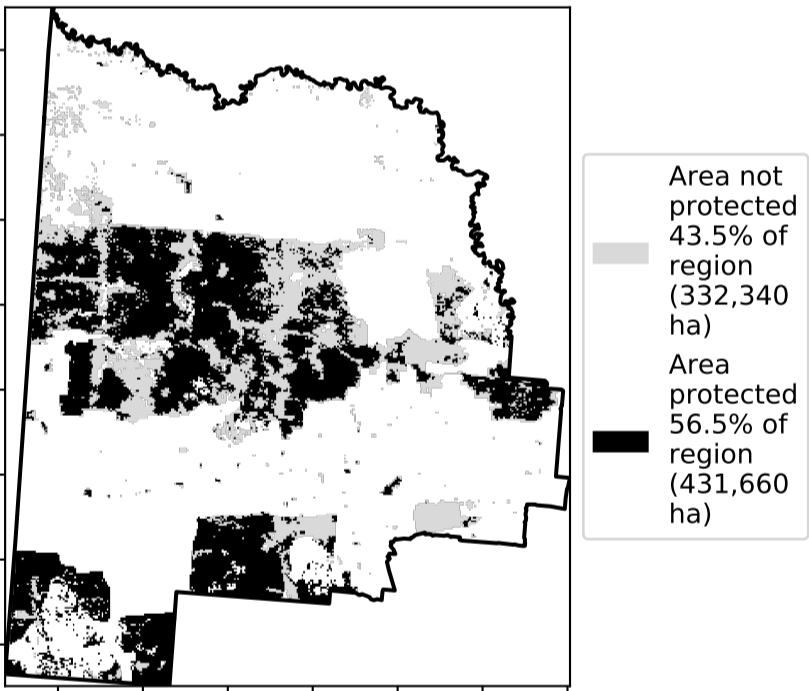 Area not
protected
43.5% of
region
(332,340
ha)
Area
protected
56.5% of
region
(431,660
ha)